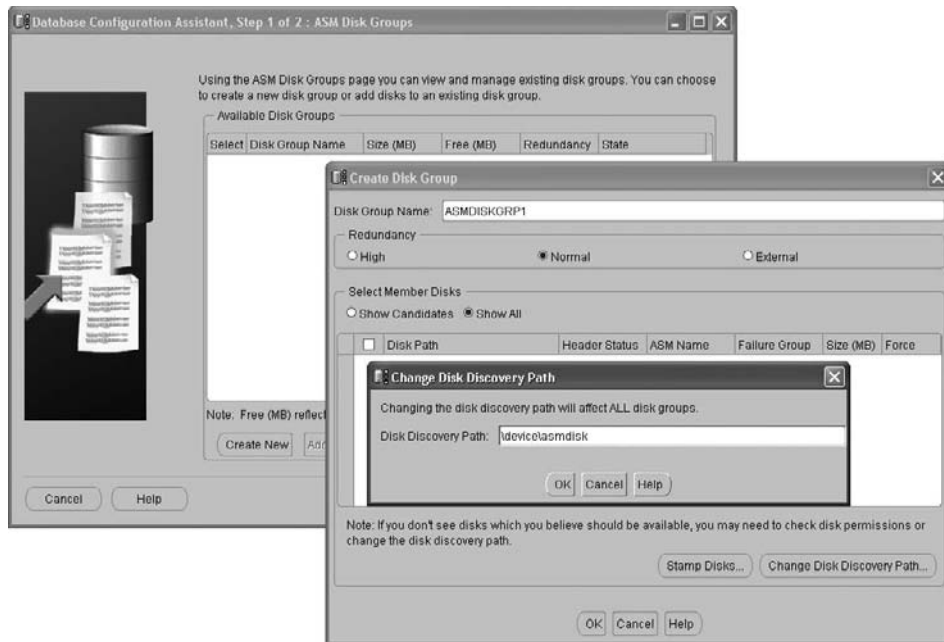 Database Configuration Assistant, Step 1 of 2 : ASM Disk Groups
Using the ASM Disk Groups page you can view and manage existing disk groups. You can choose
to create a new disk group or add disks to an existing disk group.
Available Disk Groups
Select Disk Group Name Size (MB) Free (MB) Redundancy State
Note: Free (MB) reflect
Create New Add
Cancel Help
Create Disk Group
Disk Group Name: ASMDISKGRP1
Redundancy
High Normal External
Select Member Disks
Show Candidates Show All
Disk Path Header Status ASM Name Failure Group Size (MB) Force
Change Disk Discovery Path
Changing the disk discovery path will affect ALL disk groups.
Disk Discovery Path: \device\asmdisk
OK Cancel Help
Note: If you don't see disks which you believe should be available, you may need to check disk permissions or
change the disk discovery path.
Stamp Disks... Change Disk Discovery Path...
OK Cancel Help